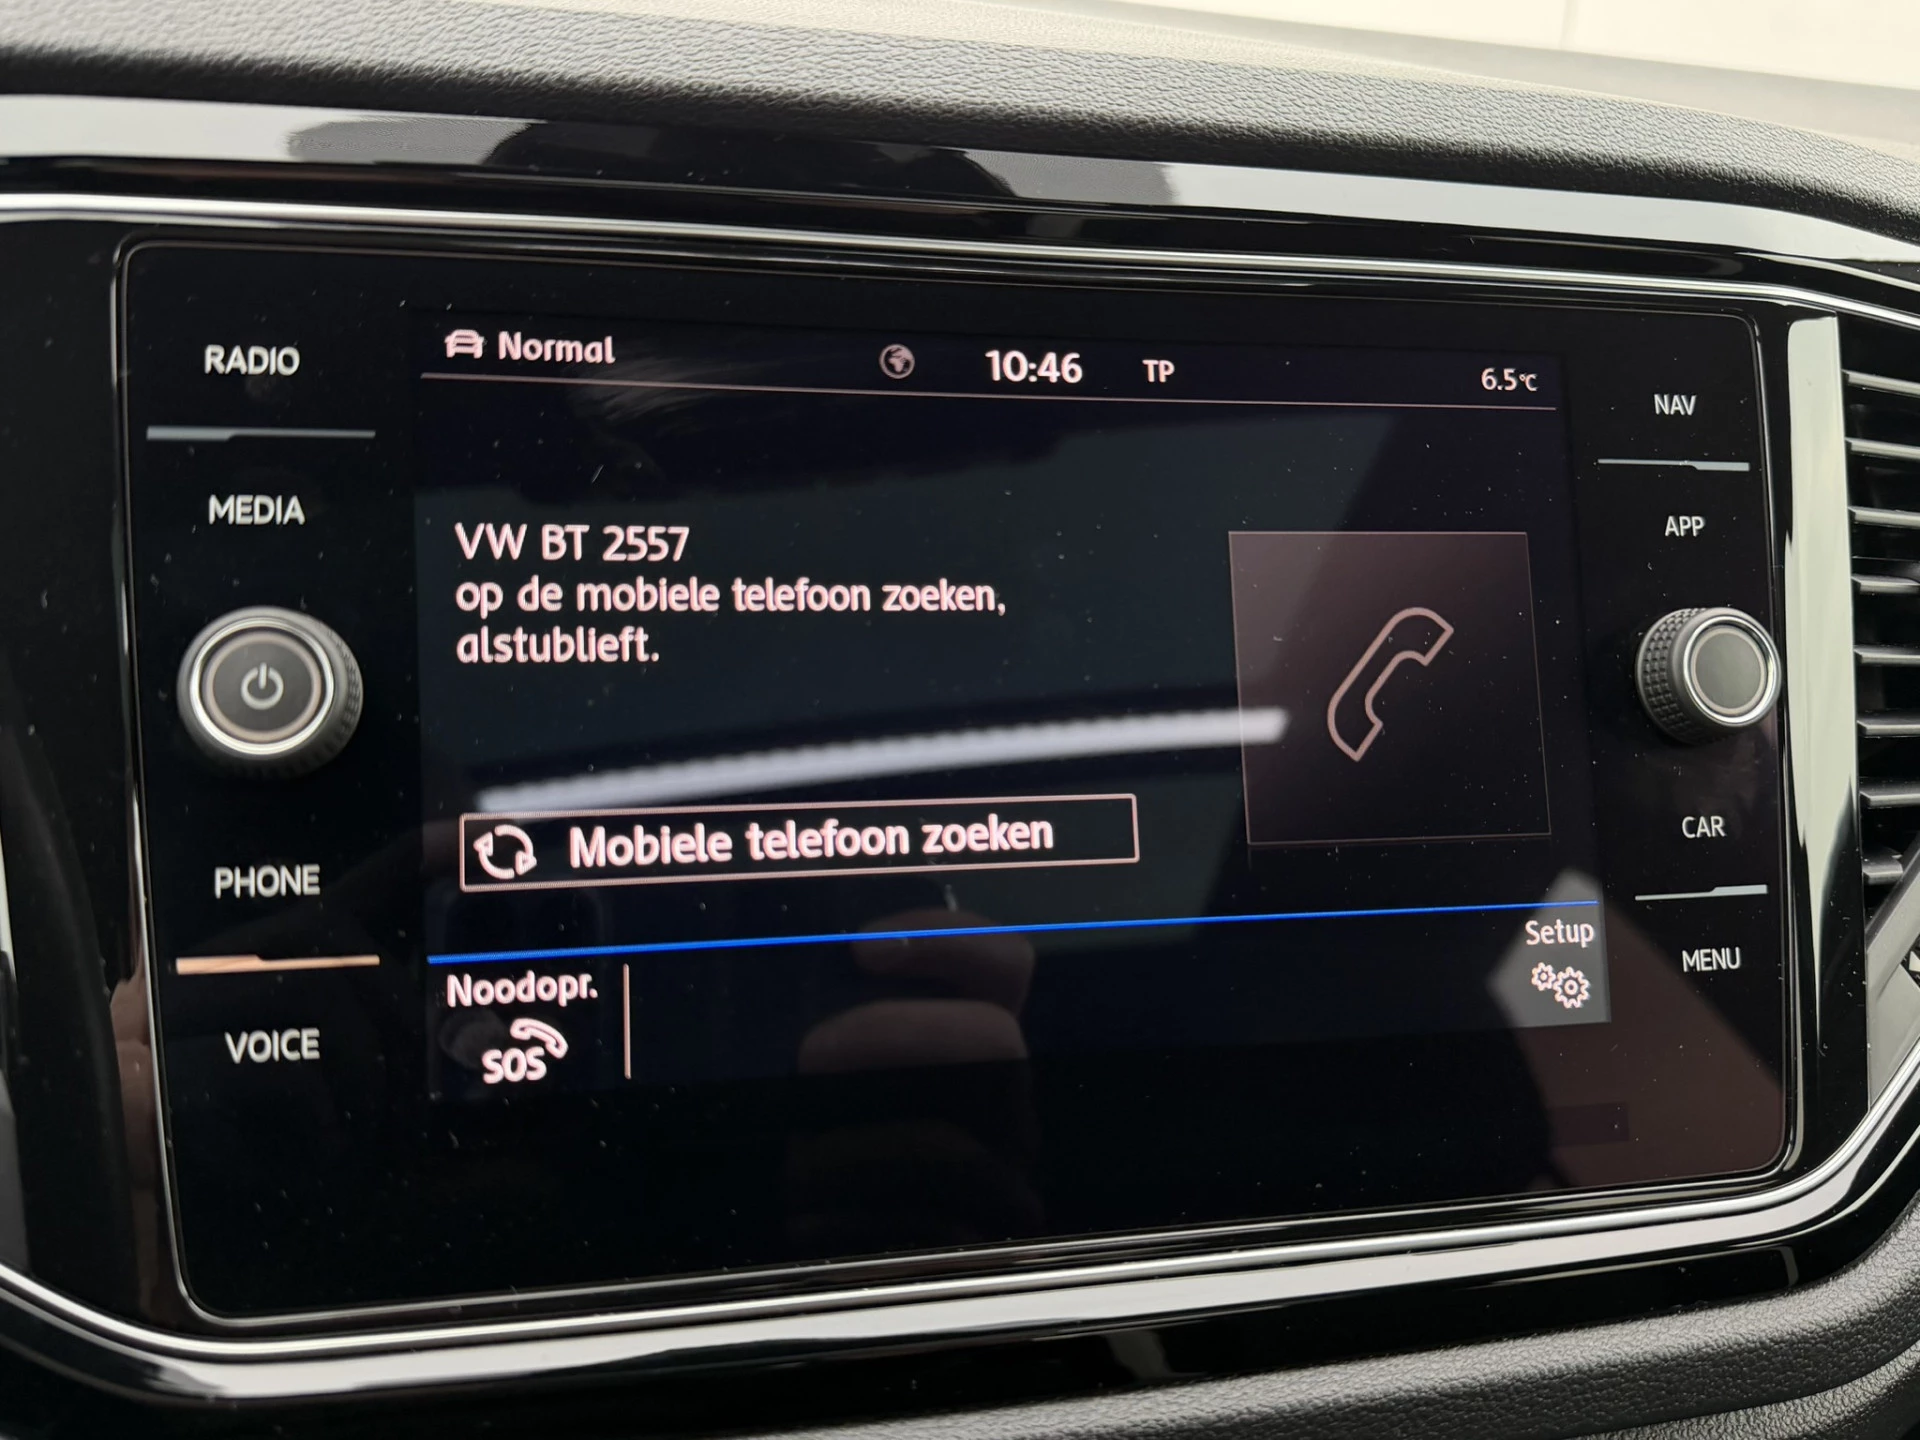 RADIO
MEDIA
PHONE
VOICE
Normal
10:46
TP
6.5°C
VW BT 2557
op de mobiele telefoon zoeken,
alstublieft.
Mobiele telefoon zoeken
Noodopr.
SOS
Setup
NAV
APP
CAR
MENU